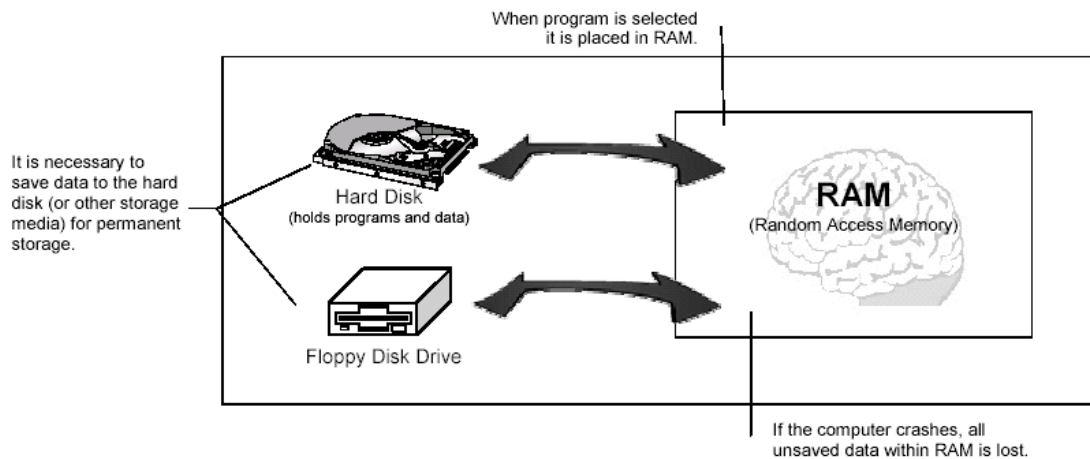 When program is selected
it is placed in RAM.
It is necessary to
save data to the hard
disk (or other storage
media) for permanent
storage.
Hard Disk
(holds programs and data)
RAM
(Random Access Memory)
Floppy Disk Drive
If the computer crashes, all
unsaved data within RAM is lost.